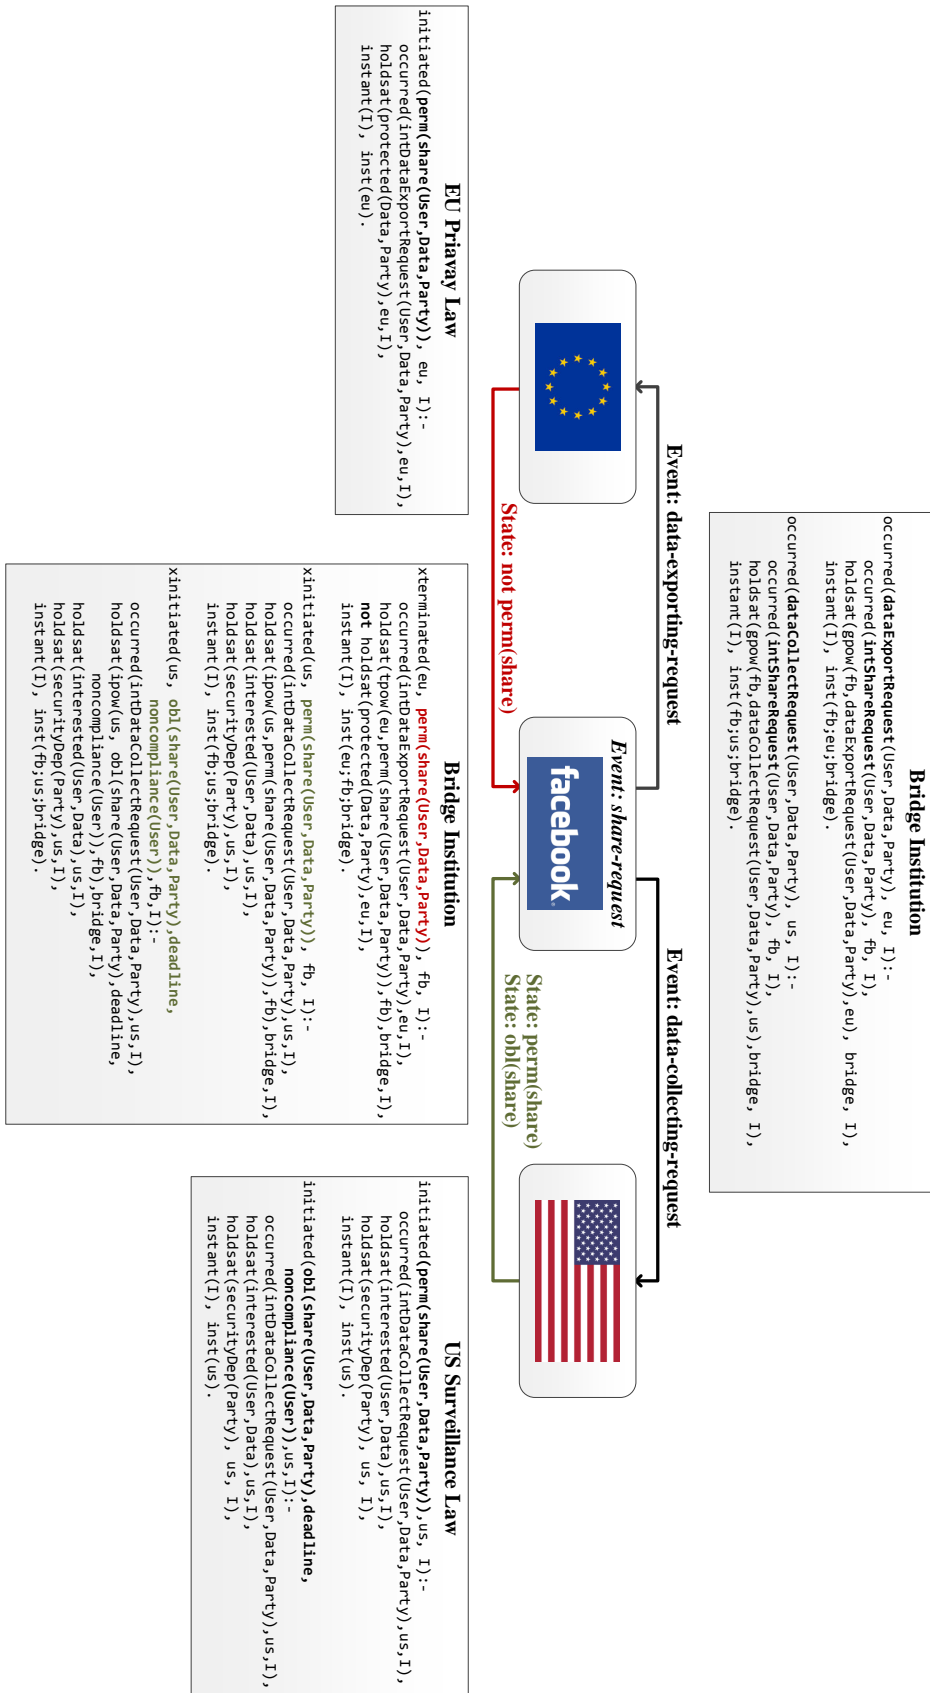 Bridge Institution
occurred(dataExportRequest(User,Data,Party), eu, I):-
occurred(intShareRequest(User,Data,Party), fb, I),
holdsat(gpow(fb,dataExportRequest(User,Data,Party),eu), bridge, I),
instant(I), inst(fb;eu;bridge).
occurred(dataCollectRequest(User,Data,Party), us, I):-
occurred(intShareRequest(User,Data,Party), fb, I),
holdsat(gpow(fb,dataCollectRequest(User,Data,Party),us),bridge, I),
instant(I), inst(fb;us;bridge).
Event: data-exporting-request
Event: data-collecting-request
Event: share-request
facebook
State: not perm(share)
State: perm(share)
State: obl(share)
EU Priavay Law
initiated(perm(share(User,Data,Party)), eu, I):-
occurred(intDataExportRequest(User,Data,Party),eu,I),
holdsat(protected(Data,Party),eu,I),
instant(I), inst(eu).
Bridge Institution
xterminated(eu, perm(share(User,Data,Party)), fb, I):-
occurred(intDataExportRequest(User,Data,Party),eu,I),
holdsat(tpow(eu,perm(share(User,Data,Party)),fb),bridge,I),
not holdsat(protected(Data,Party),eu,I),
instant(I), inst(eu;fb;bridge).
xinitiated(us, perm(share(User,Data,Party)), fb, I):-
occurred(intDataCollectRequest(User,Data,Party),us,I),
holdsat(ipow(us,perm(share(User,Data,Party)),fb),bridge,I),
holdsat(interested(User,Data),us,I),
holdsat(securityDep(Party),us,I),
instant(I), inst(fb;us;bridge).
xinitiated(us, obl(share(User,Data,Party),deadline,
noncompliance(User)),fb,I):-
occurred(intDataCollectRequest(User,Data,Party),us,I),
holdsat(ipow(us, obl(share(User,Data,Party),deadline,
noncompliance(User)),fb),bridge,I),
holdsat(interested(User,Data),us,I),
holdsat(securityDep(Party),us,I),
instant(I), inst(fb;us;bridge).
US Surveillance Law
initiated(perm(share(User,Data,Party)),us, I):-
occurred(intDataCollectRequest(User,Data,Party),us,I),
holdsat(interested(User,Data),us,I),
holdsat(securityDep(Party), us, I),
instant(I), inst(us).
initiated(obl(share(User,Data,Party),deadline,
noncompliance(User)),us,I):-
occurred(intDataCollectRequest(User,Data,Party),us,I),
holdsat(interested(User,Data),us,I),
holdsat(securityDep(Party), us, I),
instant(I), inst(us).